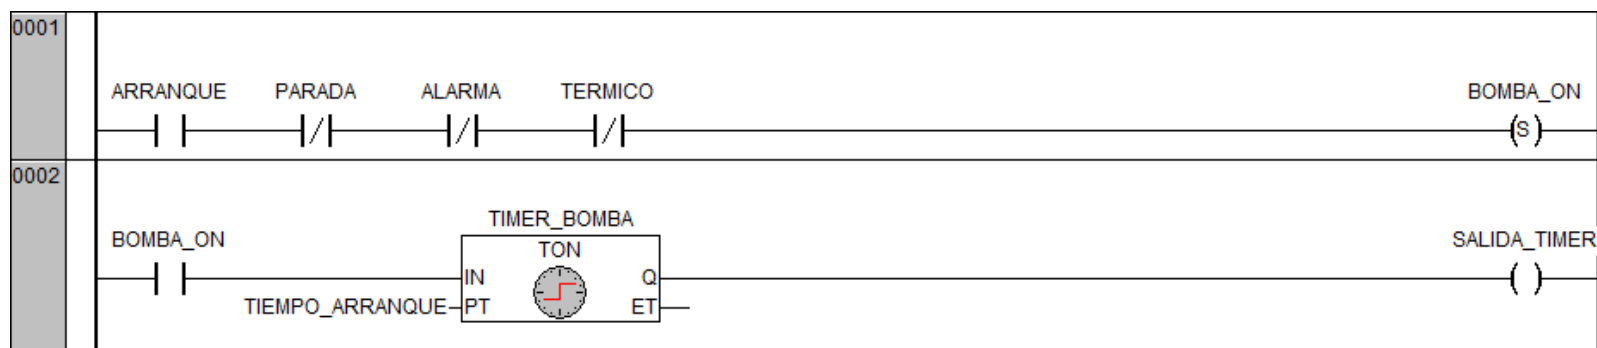 0001
ARRANQUE PARADA ALARMA TERMICO BOMBA_ON
S
0002
TIMER_BOMBA
BOMBA_ON TON SALIDA_TIMER
IN Q
TIEMPO_ARRANQUE PT ET